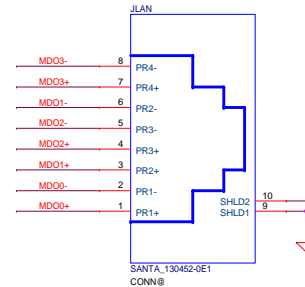 JLAN
MDO3- 8 PR4-
MDO3+ 7 PR4+
MDO1- 6 PR2-
MDO2- 5 PR3-
MDO2+ 4 PR3+
MDO1+ 3 PR2+
MDO0- 2 PR1-
SHLD2 10
MDO0+ 1 PR1+
SHLD1 9
SANTA_130452-0E1
CONN@